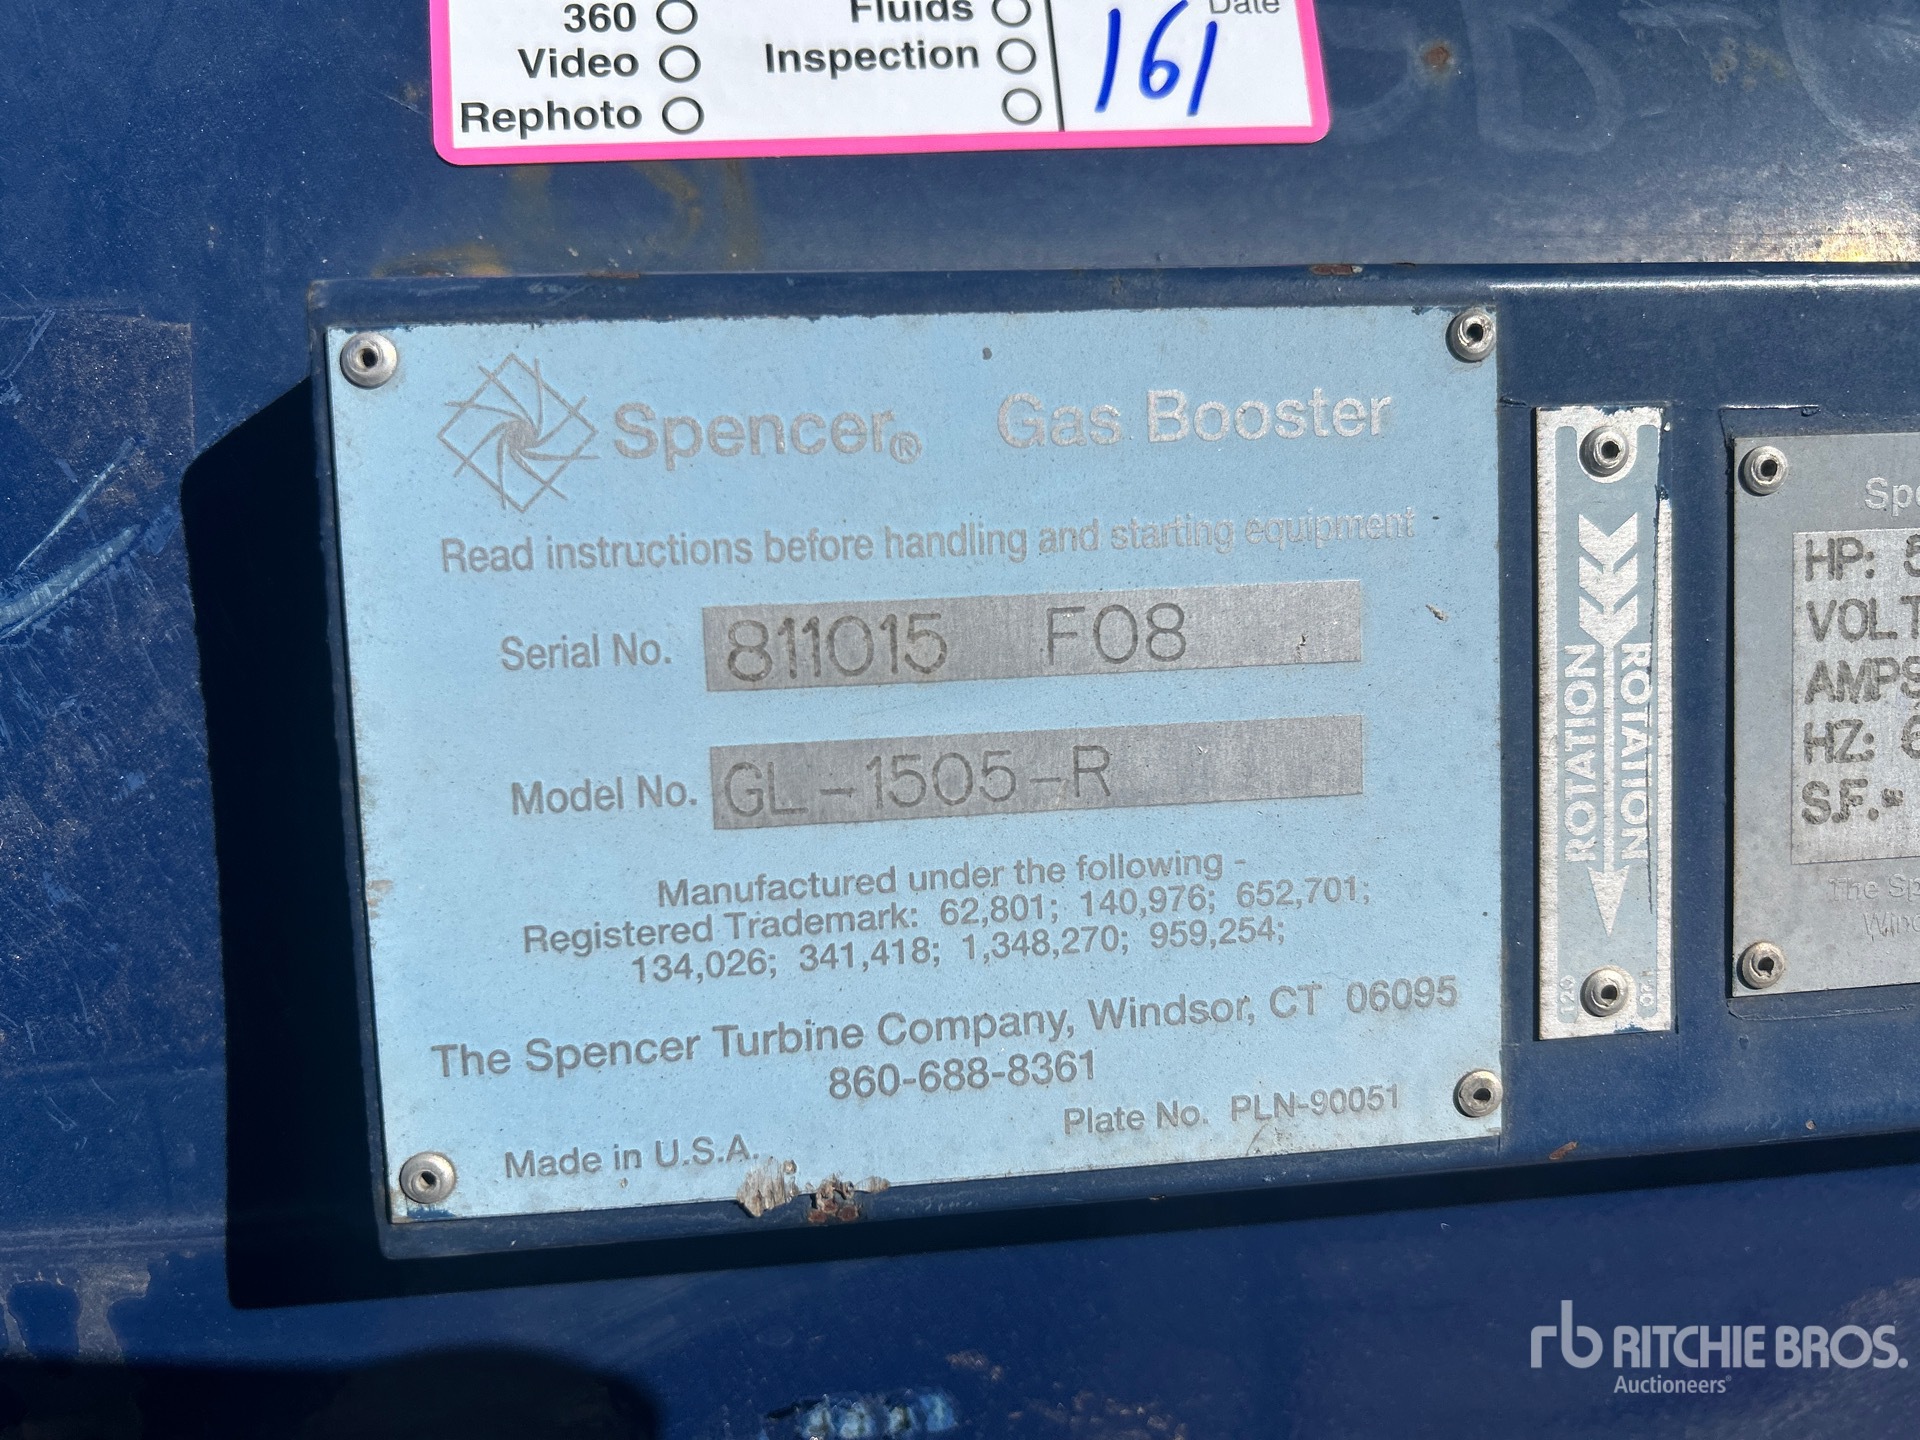 360
Fluids
Date
Video
Inspection
161
Rephoto
Spencer® Gas Booster
Read instructions before handling and starting equipment
Serial No. 811015 F08
Model No. GL-1505-R
Manufactured under the following -
Registered Trademark: 62,801; 140,976; 652,701;
134,026; 341,418; 1,348,270; 959,254;
The Spencer Turbine Company, Windsor, CT 06095
860-688-8361
Plate No. PLN-90051
Made in U.S.A.
ROTATION
ROTATION
HP:
VOLT
AMPS
HZ:
S.F.-
The
rb RITCHIE BROS.
Auctioneers